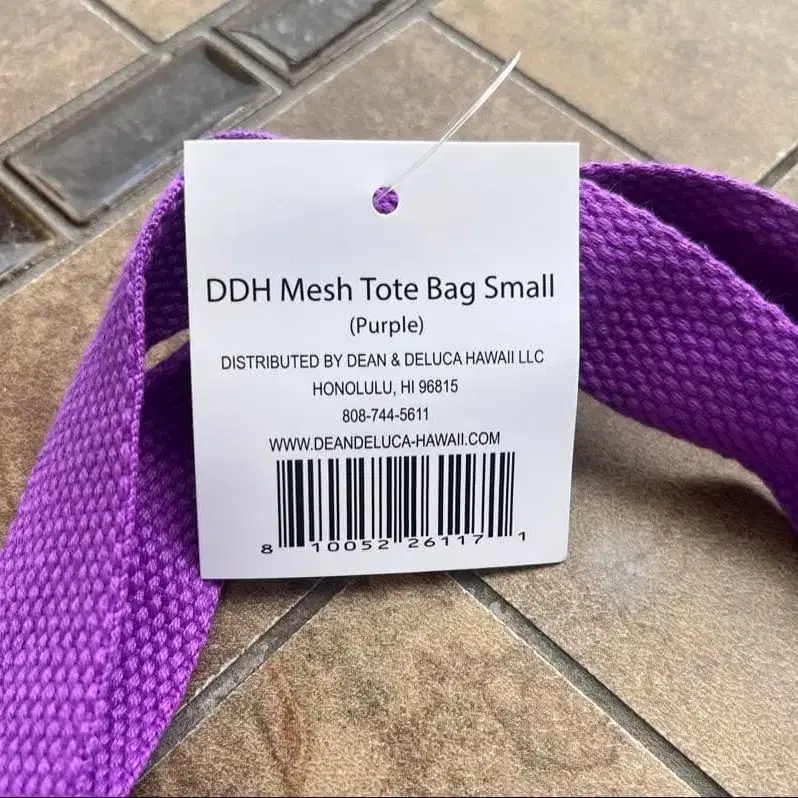 DDH Mesh Tote Bag Small
(Purple)
DISTRIBUTED BY DEAN & DELUCA HAWAII LLC
HONOLULU, HI 96815
808-744-5611
WWW.DEANDELUCA-HAWAII.COM
8 10052 26117 1